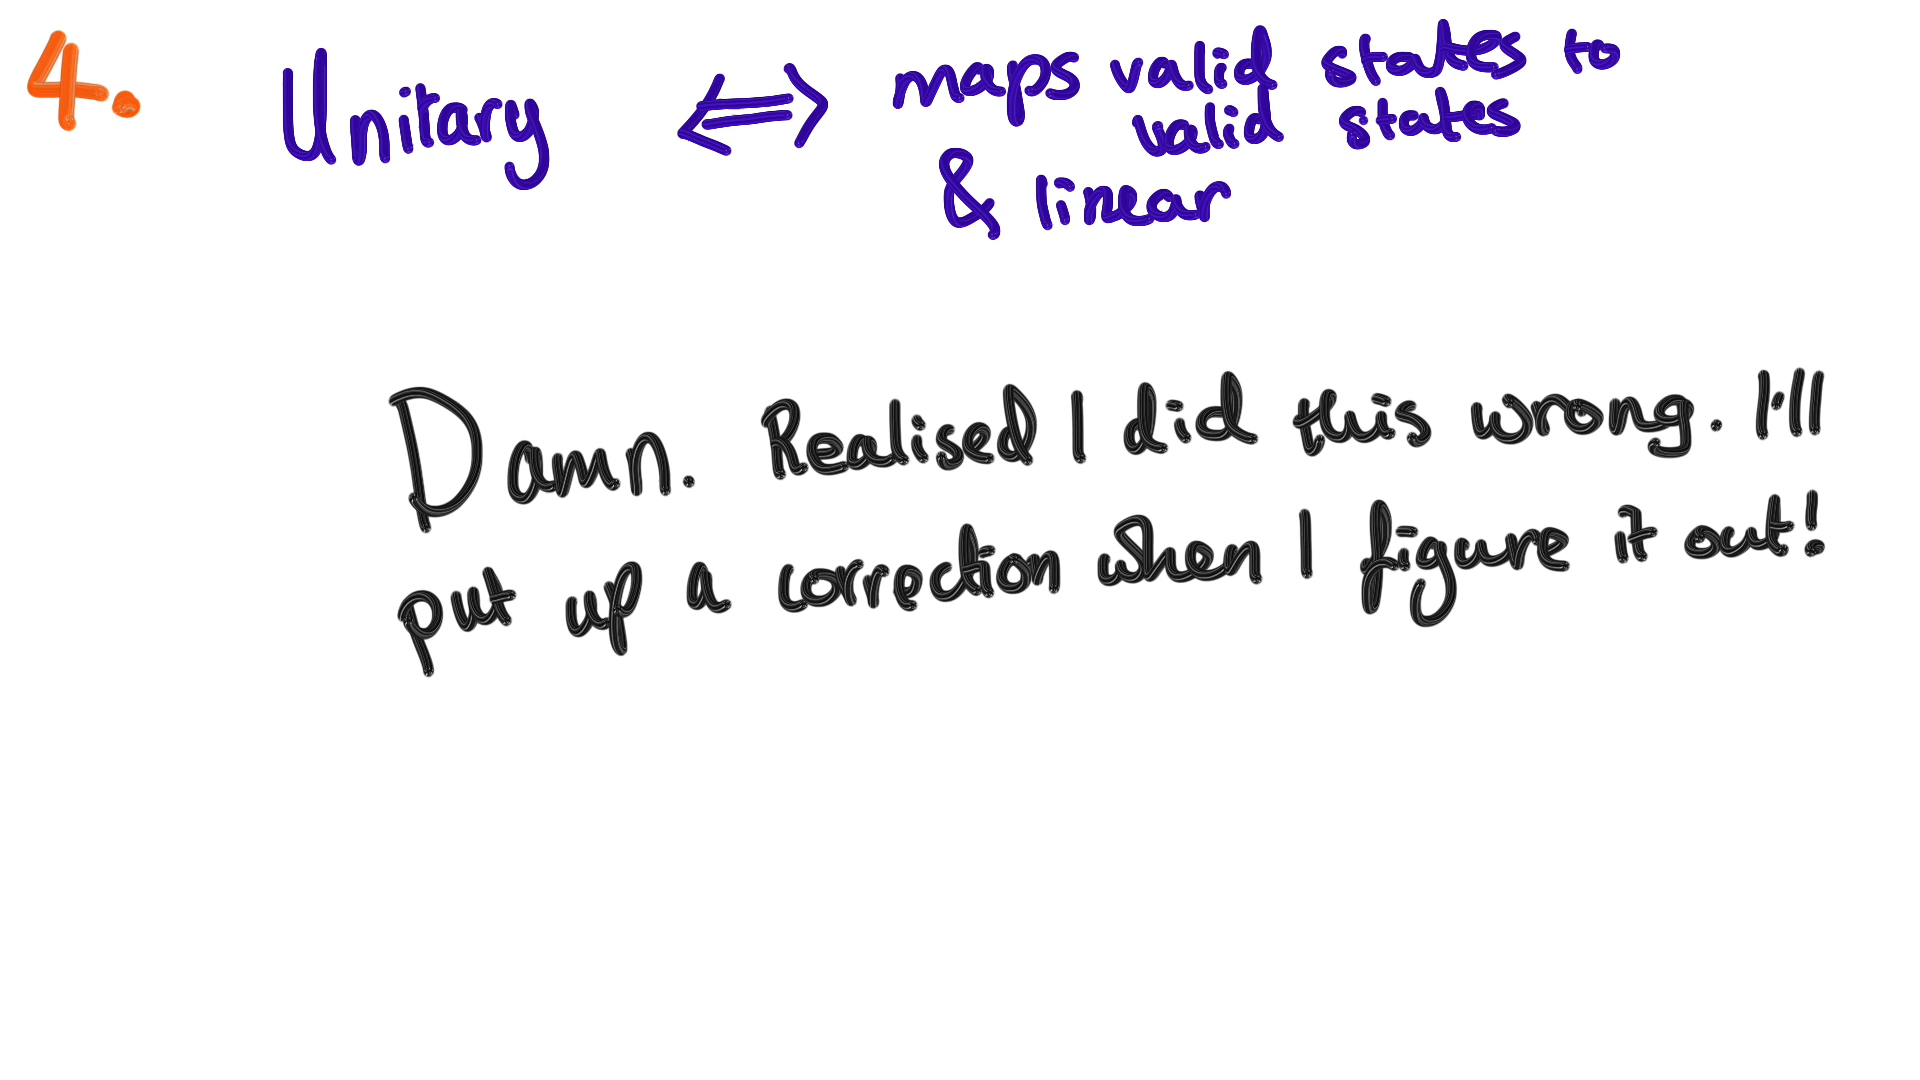 4. Unitary ⟺ maps valid states to
valid states
& linear
Damn. Realised I did this wrong. I'll
put up a correction when I figure it out!